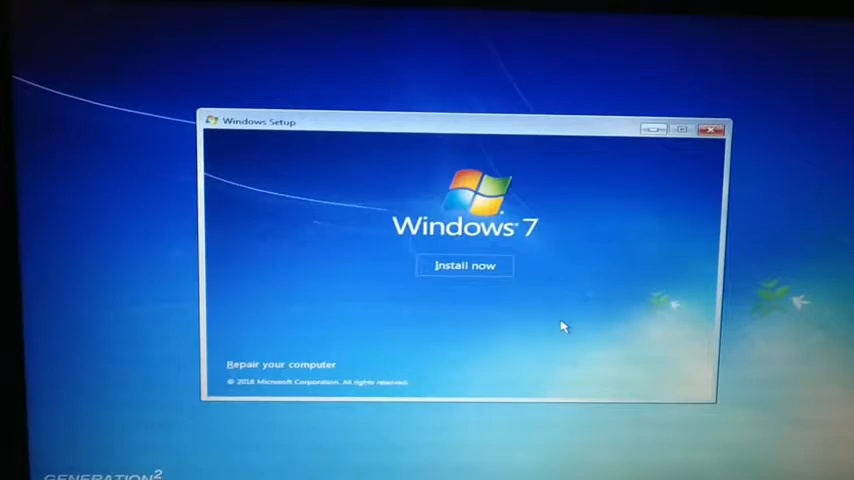 Windows Setup
Windows 7
Install now
Repair your computer
© 2018 Microsoft Corporation. All rights reserved.
GENERATION2